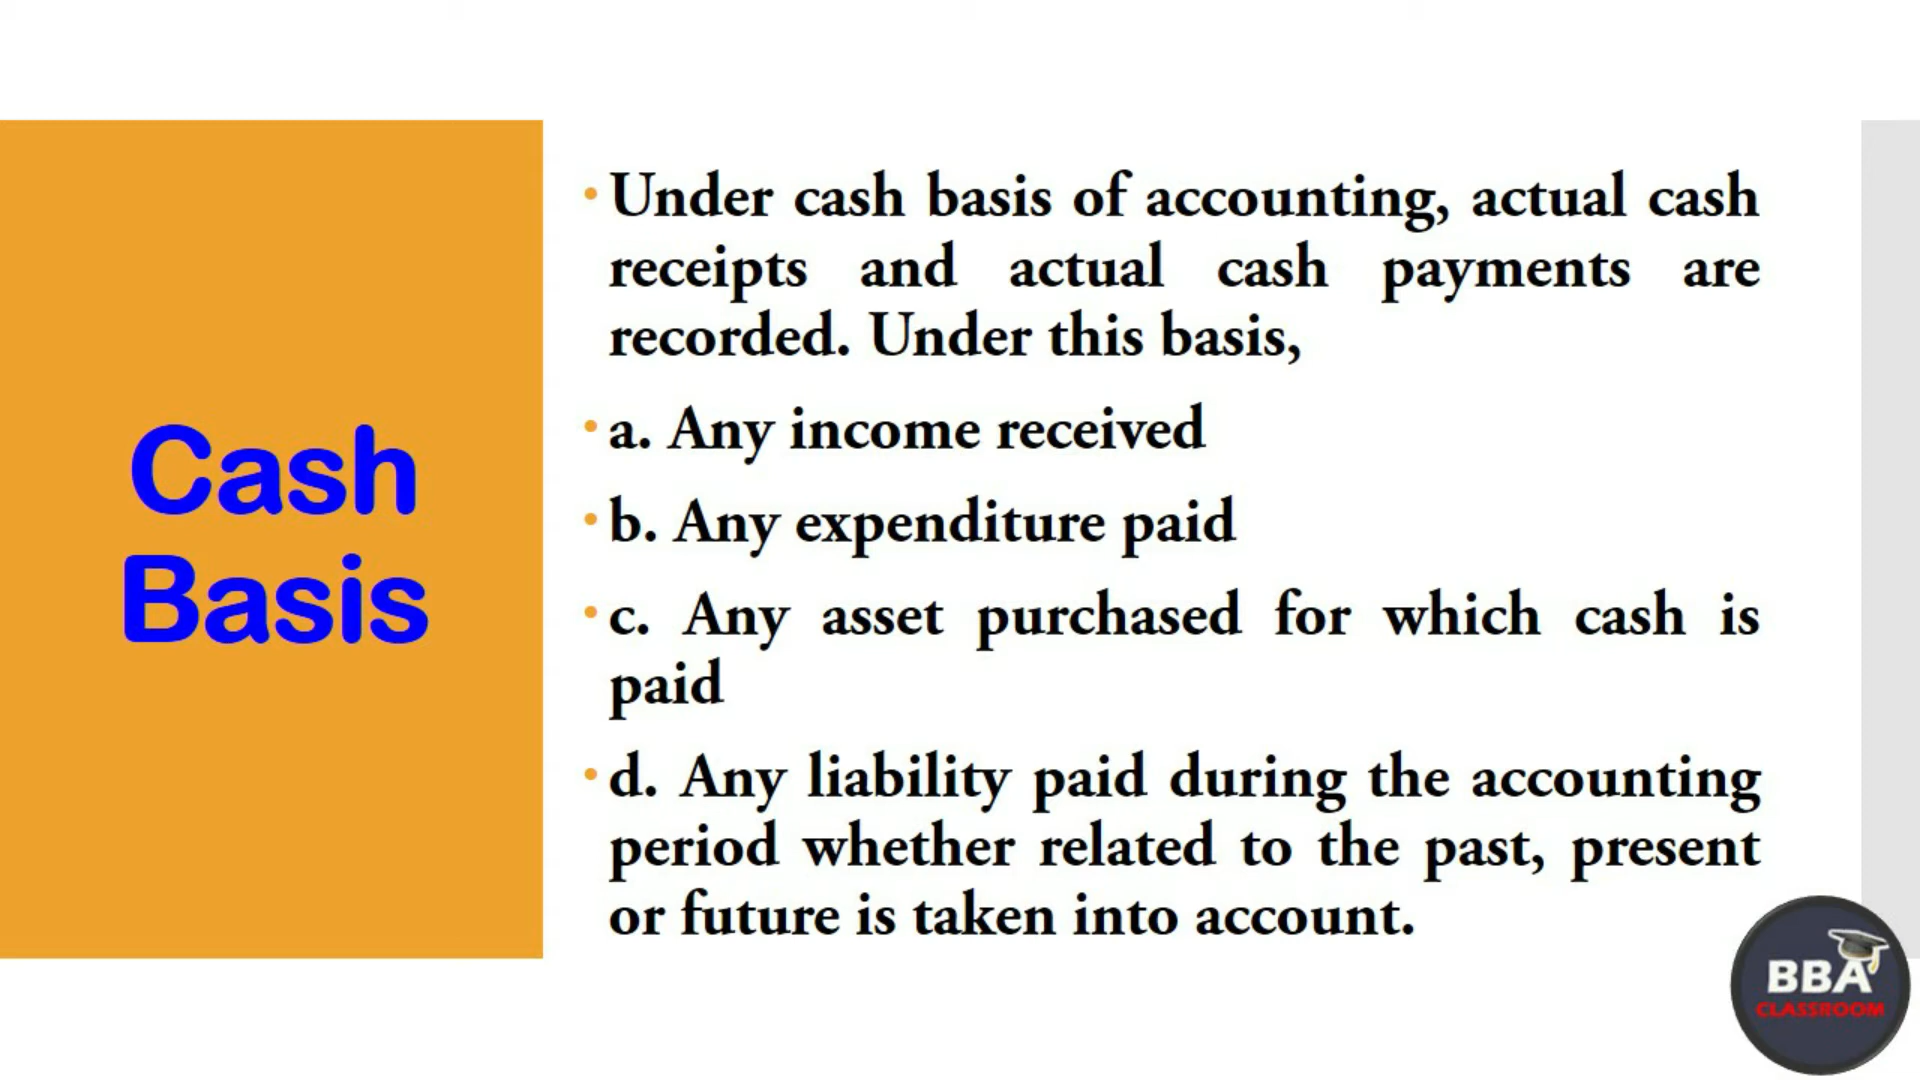 Cash
Basis
• Under cash basis of accounting, actual cash
receipts and actual cash payments are
recorded. Under this basis,
• a. Any income received
• b. Any expenditure paid
• c. Any asset purchased for which cash is
paid
• d. Any liability paid during the accounting
period whether related to the past, present
or future is taken into account.
BBA
CLASSROOM